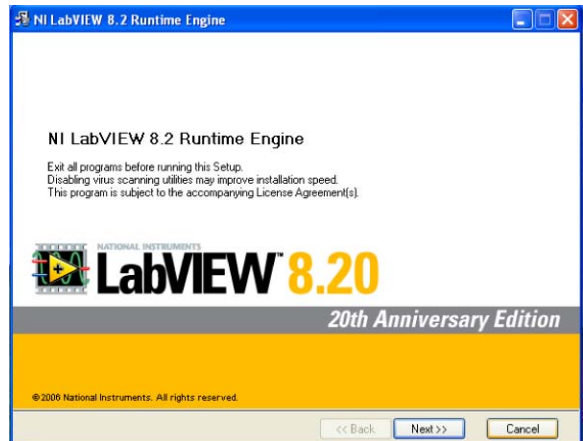 NI LabVIEW 8.2 Runtime Engine
NI LabVIEW 8.2 Runtime Engine
Exit all programs before running this Setup.
Disabling virus scanning utilities may improve installation speed.
This program is subject to the accompanying License Agreement(s).
NATIONAL INSTRUMENTS
LabVIEW™ 8.20
20th Anniversary Edition
©2006 National Instruments. All rights reserved.
<< Back Next >> Cancel